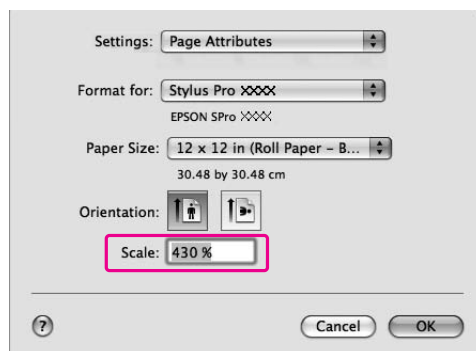 Settings: Page Attributes
Format for: Stylus Pro XXXX
EPSON SPro XXXX
Paper Size: 12 x 12 in (Roll Paper – B...
30.48 by 30.48 cm
Orientation:
Scale: 430 %
? Cancel OK